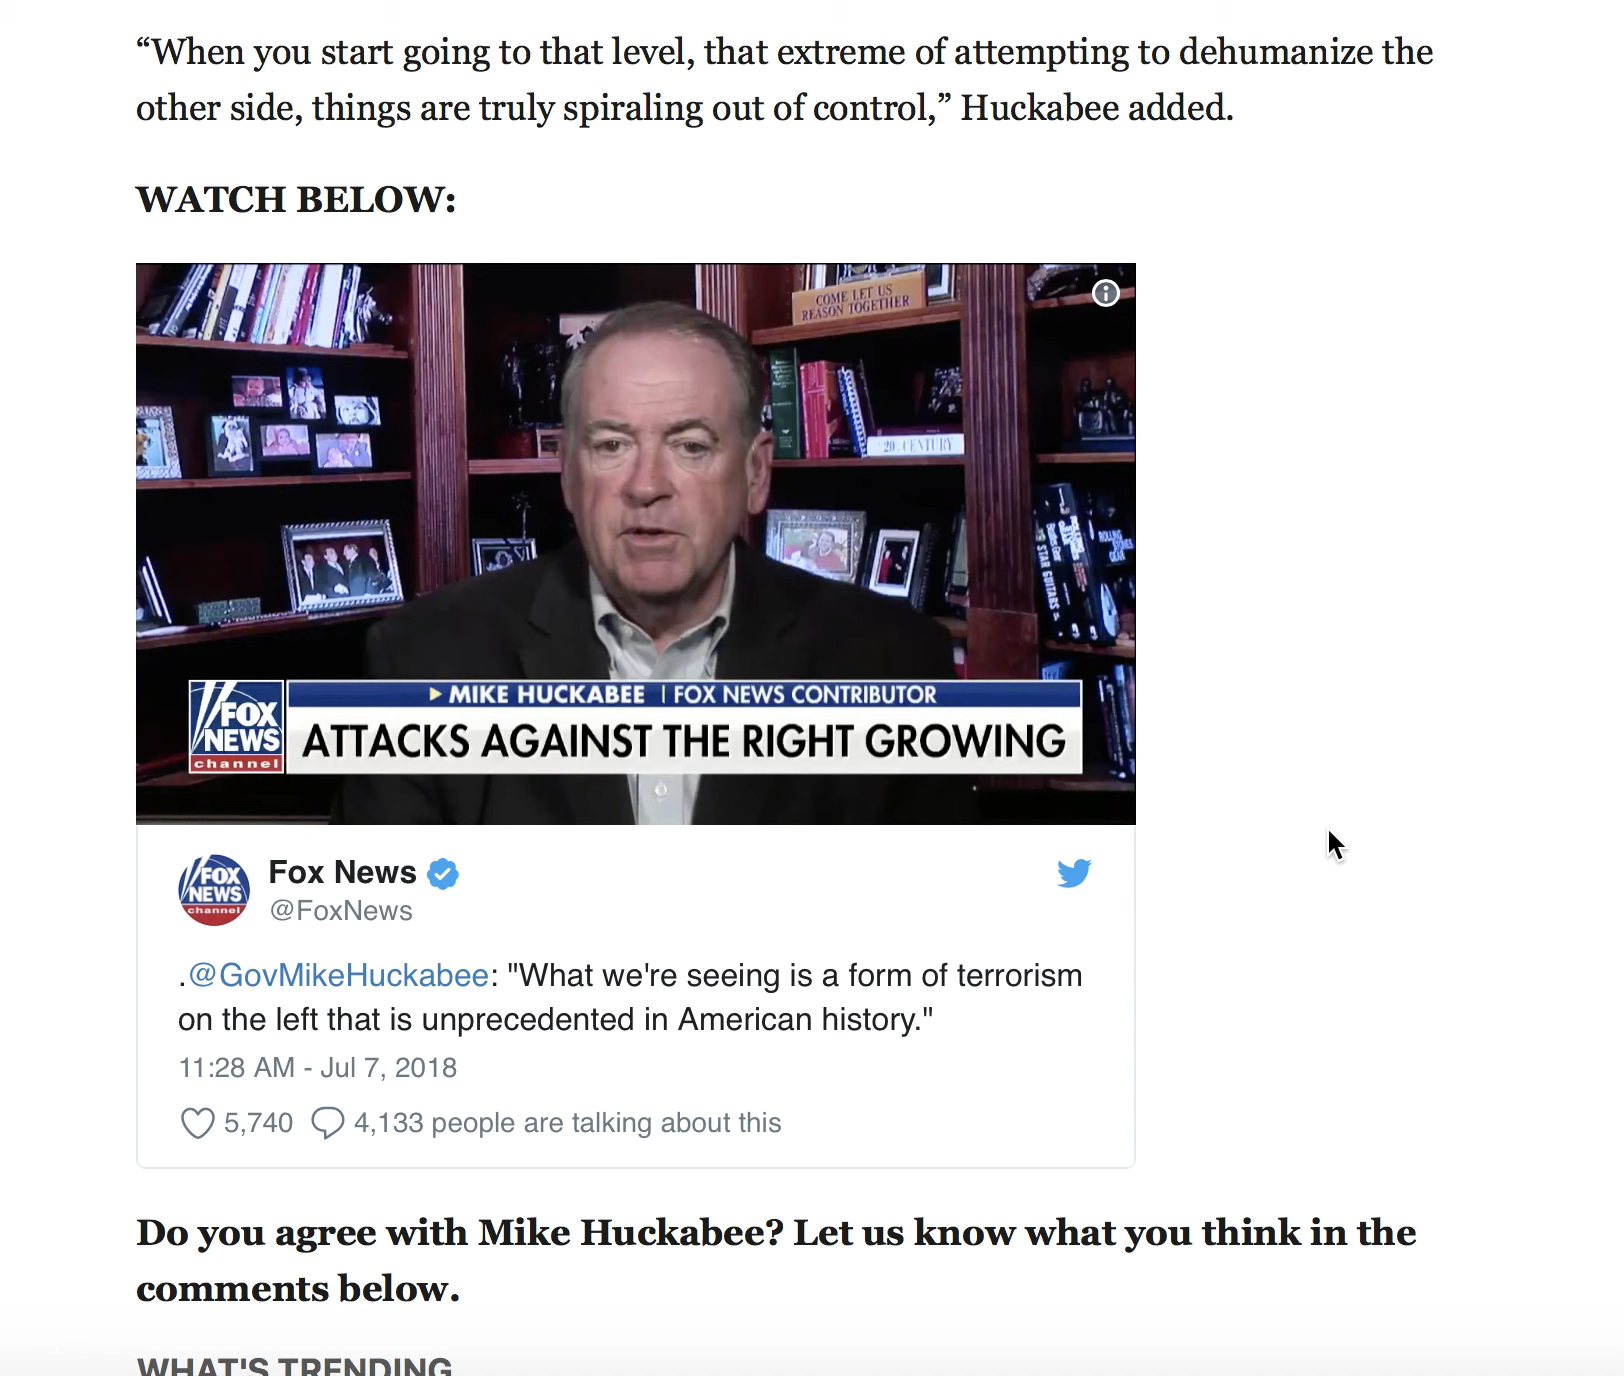 “When you start going to that level, that extreme of attempting to dehumanize the
other side, things are truly spiraling out of control,” Huckabee added.
WATCH BELOW:
COME LET US
REASON TOGETHER
20. CENTURY
STAR GUITARS
ROLLING
STONES
GEAR
FOX
NEWS
channel
MIKE HUCKABEE | FOX NEWS CONTRIBUTOR
ATTACKS AGAINST THE RIGHT GROWING
FOX
NEWS
channel
Fox News
@FoxNews
.@GovMikeHuckabee: "What we're seeing is a form of terrorism
on the left that is unprecedented in American history."
11:28 AM - Jul 7, 2018
5,740 4,133 people are talking about this
Do you agree with Mike Huckabee? Let us know what you think in the
comments below.
WHAT'S TRENDING